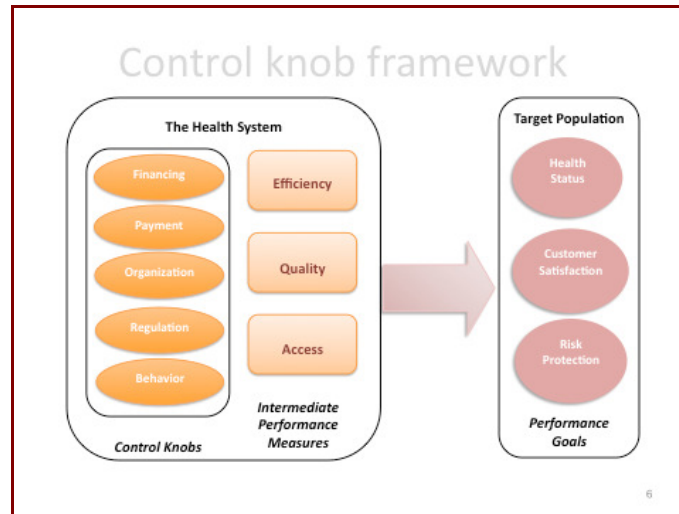 Control knob framework
The Health System
Financing
Payment
Organization
Regulation
Behavior
Control Knobs
Efficiency
Quality
Access
Intermediate
Performance
Measures
Target Population
Health
Status
Customer
Satisfaction
Risk
Protection
Performance
Goals
6